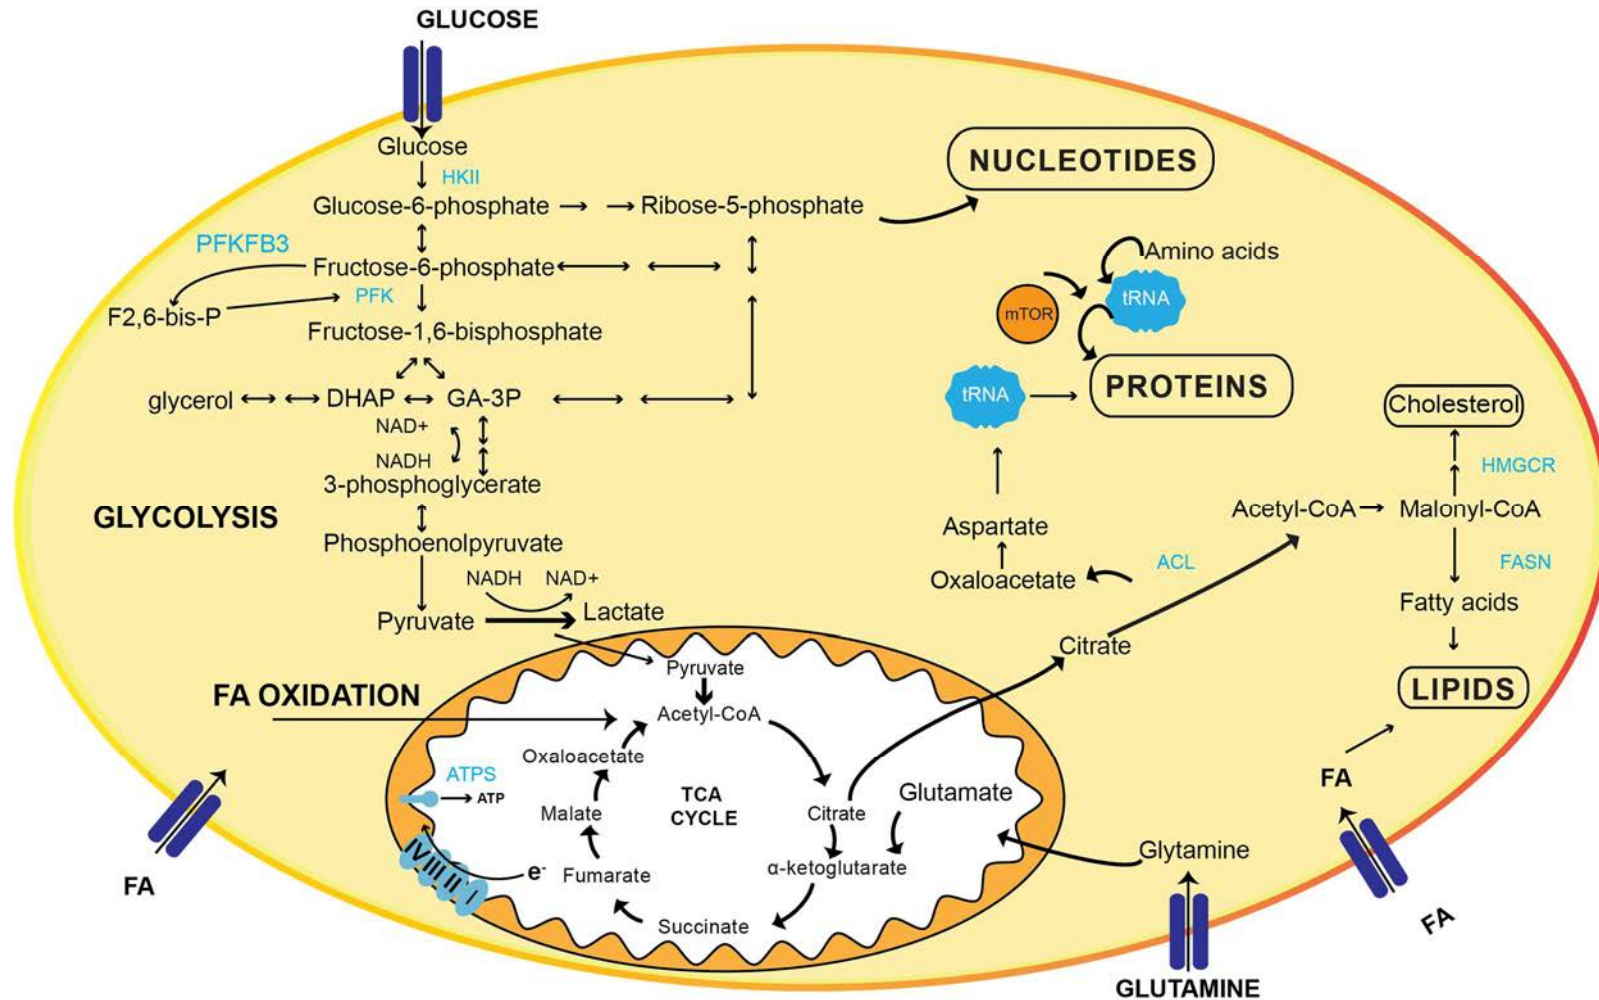 GLUCOSE
Glucose
HKII
Glucose-6-phosphate
Ribose-5-phosphate
NUCLEOTIDES
PFKFB3
Fructose-6-phosphate
PFK
F2,6-bis-P
Fructose-1,6-bisphosphate
glycerol
DHAP
GA-3P
NAD+
NADH
3-phosphoglycerate
GLYCOLYSIS
Phosphoenolpyruvate
NADH
NAD+
Pyruvate
Lactate
Amino acids
tRNA
mTOR
tRNA
PROTEINS
Aspartate
Oxaloacetate
ACL
Citrate
Cholesterol
HMGCR
Acetyl-CoA
Malonyl-CoA
FASN
Fatty acids
LIPIDS
FA
FA
FA OXIDATION
FA
Pyruvate
Acetyl-CoA
Oxaloacetate
ATPS
ATP
Malate
TCA
CYCLE
Citrate
Glutamate
α-ketoglutarate
IV III II I
e-
Fumarate
Succinate
Glytamine
GLUTAMINE